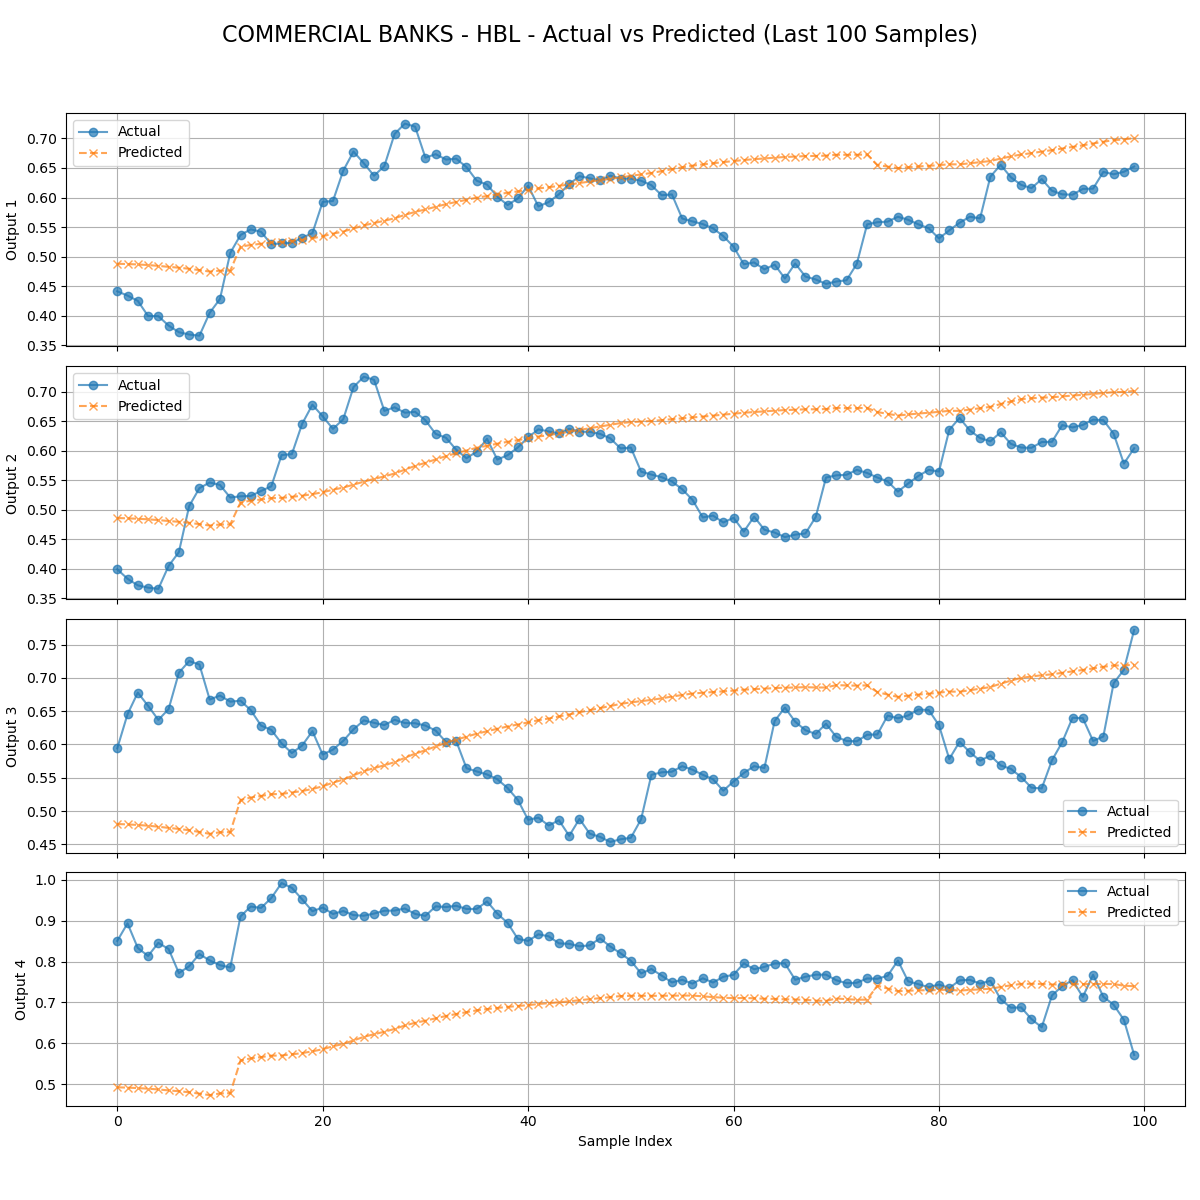 COMMERCIAL BANKS - HBL - Actual vs Predicted (Last 100 Samples)
Output 1
0.70
0.65
0.60
0.55
0.50
0.45
0.40
0.35
Actual
Predicted
Output 2
0.70
0.65
0.60
0.55
0.50
0.45
0.40
0.35
Actual
Predicted
Output 3
0.75
0.70
0.65
0.60
0.55
0.50
0.45
Actual
Predicted
Output 4
1.0
0.9
0.8
0.7
0.6
0.5
Actual
Predicted
0 20 40 60 80 100
Sample Index